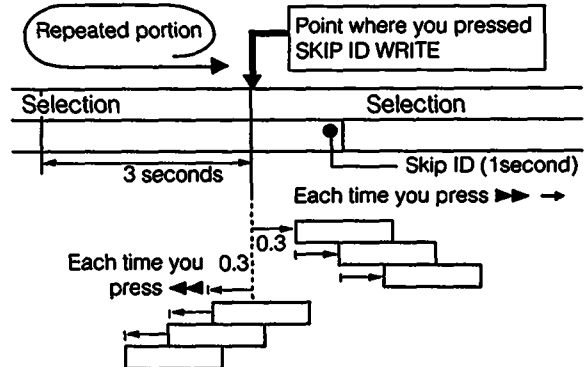 Repeated portion
Point where you pressed
SKIP ID WRITE
Selection
Selection
3 seconds
Skip ID (1second)
Each time you press ▶▶ →
0.3
Each time you
press ◀◀
0.3